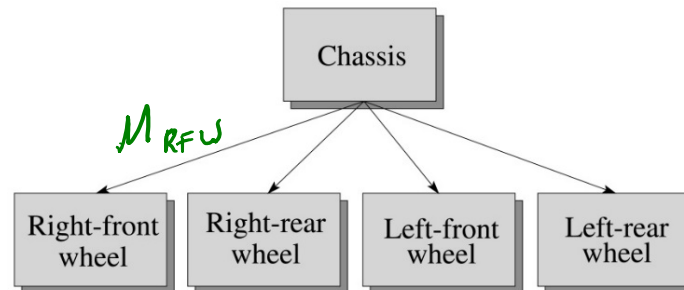 Chassis
M RFW
Right-front
wheel
Right-rear
wheel
Left-front
wheel
Left-rear
wheel